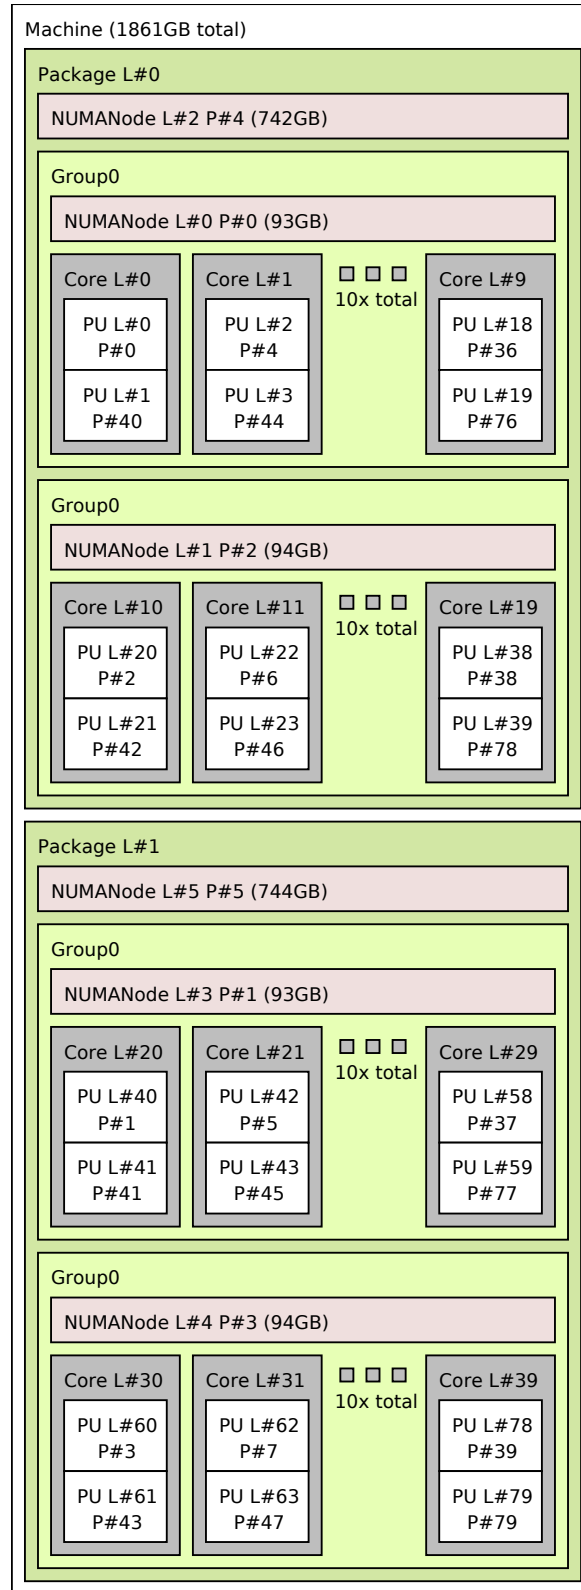 Machine (1861GB total)
Package L#0
NUMANode L#2 P#4 (742GB)
Group0
NUMANode L#0 P#0 (93GB)
Core L#0
PU L#0
P#0
PU L#1
P#40
Core L#1
PU L#2
P#4
PU L#3
P#44
10x total
Core L#9
PU L#18
P#36
PU L#19
P#76
Group0
NUMANode L#1 P#2 (94GB)
Core L#10
PU L#20
P#2
PU L#21
P#42
Core L#11
PU L#22
P#6
PU L#23
P#46
10x total
Core L#19
PU L#38
P#38
PU L#39
P#78
Package L#1
NUMANode L#5 P#5 (744GB)
Group0
NUMANode L#3 P#1 (93GB)
Core L#20
PU L#40
P#1
PU L#41
P#41
Core L#21
PU L#42
P#5
PU L#43
P#45
10x total
Core L#29
PU L#58
P#37
PU L#59
P#77
Group0
NUMANode L#4 P#3 (94GB)
Core L#30
PU L#60
P#3
PU L#61
P#43
Core L#31
PU L#62
P#7
PU L#63
P#47
10x total
Core L#39
PU L#78
P#39
PU L#79
P#79